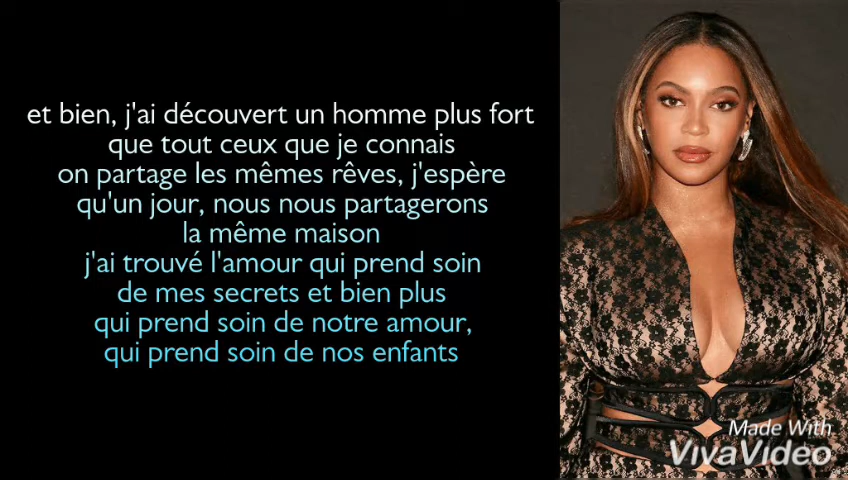 et bien, j'ai découvert un homme plus fort
que tout ceux que je connais
on partage les mêmes rêves, j'espère
qu'un jour, nous nous partagerons
la même maison
j'ai trouvé l'amour qui prend soin
de mes secrets et bien plus
qui prend soin de notre amour,
qui prend soin de nos enfants
Made With
VivaVideo